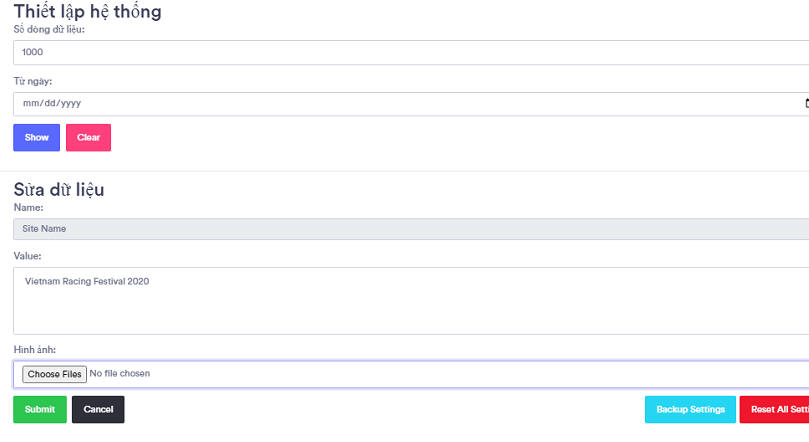 Thiết lập hệ thống
Số dòng dữ liệu:
1000
Từ ngày:
mm/dd/yyyy
Show Clear
Sửa dữ liệu
Name:
Site Name
Value:
Vietnam Racing Festival 2020
Hình ảnh:
Choose Files No file chosen
Submit Cancel Backup Settings Reset All Setti